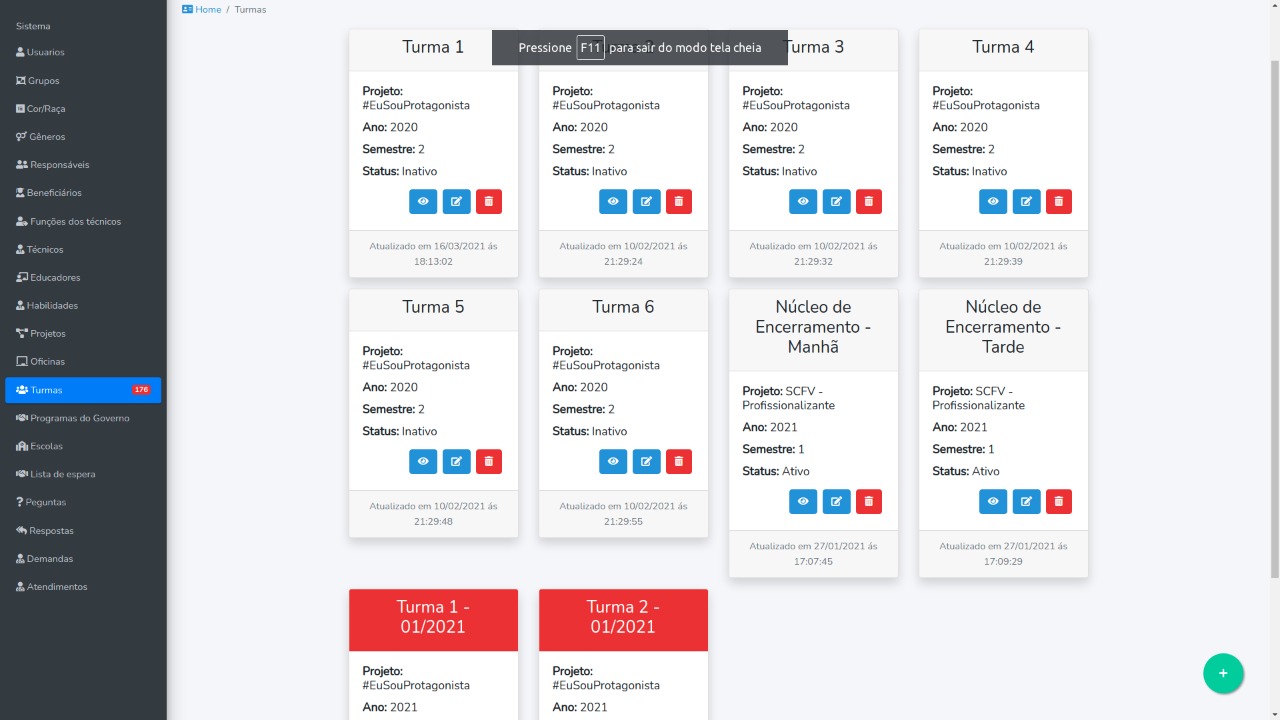 Sistema
Usuarios
Grupos
Cor/Raça
Gêneros
Responsáveis
Beneficiários
Funções dos técnicos
Técnicos
Educadores
Habilidades
Projetos
Oficinas
Turmas 176
Programas do Governo
Escolas
Lista de espera
Peguntas
Respostas
Demandas
Atendimentos
Home / Turmas
Pressione F11 para sair do modo tela cheia
Turma 1
Projeto:
#EuSouProtagonista
Ano: 2020
Semestre: 2
Status: Inativo
Atualizado em 16/03/2021 ás
18:13:02
Projeto:
#EuSouProtagonista
Ano: 2020
Semestre: 2
Status: Inativo
Atualizado em 10/02/2021 ás
21:29:24
Turma 3
Projeto:
#EuSouProtagonista
Ano: 2020
Semestre: 2
Status: Inativo
Atualizado em 10/02/2021 ás
21:29:32
Turma 4
Projeto:
#EuSouProtagonista
Ano: 2020
Semestre: 2
Status: Inativo
Atualizado em 10/02/2021 ás
21:29:39
Turma 5
Projeto:
#EuSouProtagonista
Ano: 2020
Semestre: 2
Status: Inativo
Atualizado em 10/02/2021 ás
21:29:48
Turma 6
Projeto:
#EuSouProtagonista
Ano: 2020
Semestre: 2
Status: Inativo
Atualizado em 10/02/2021 ás
21:29:55
Núcleo de
Encerramento -
Manhã
Projeto: SCFV -
Profissionalizante
Ano: 2021
Semestre: 1
Status: Ativo
Atualizado em 27/01/2021 ás
17:07:45
Núcleo de
Encerramento -
Tarde
Projeto: SCFV -
Profissionalizante
Ano: 2021
Semestre: 1
Status: Ativo
Atualizado em 27/01/2021 ás
17:09:29
Turma 1 -
01/2021
Projeto:
#EuSouProtagonista
Ano: 2021
Turma 2 -
01/2021
Projeto:
#EuSouProtagonista
Ano: 2021
+